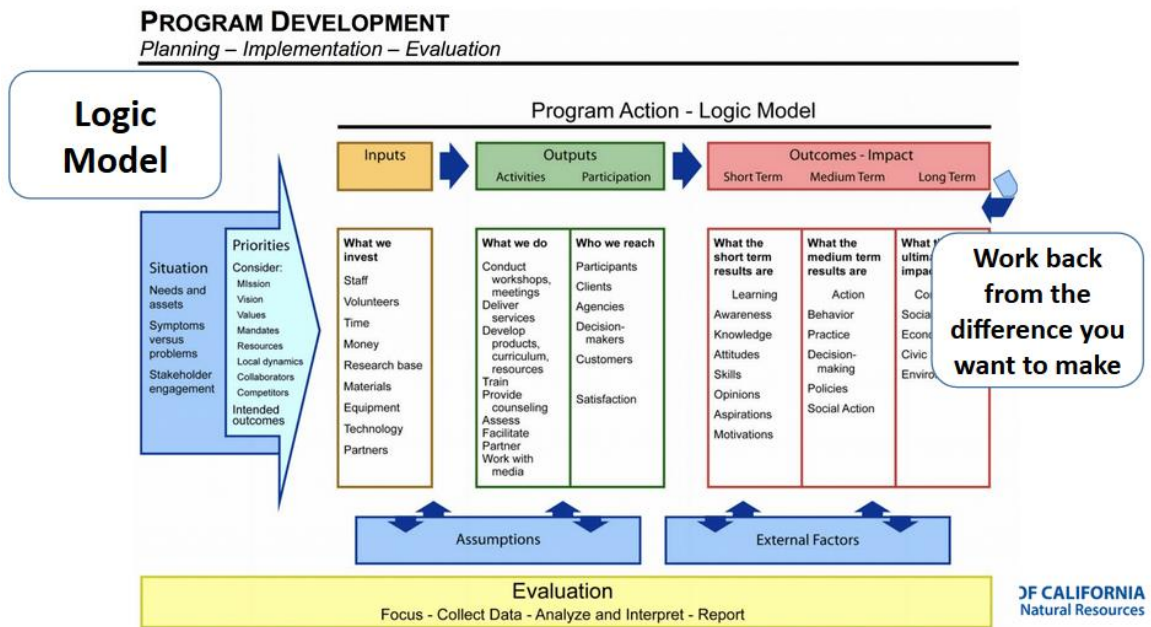 PROGRAM DEVELOPMENT
Planning – Implementation – Evaluation
Logic
Model
Program Action - Logic Model
Inputs
Outputs
Activities Participation
Outcomes - Impact
Short Term Medium Term Long Term
Situation
Needs and
assets
Symptoms
versus
problems
Stakeholder
engagement
Priorities
Consider:
MIssion
Vision
Values
Mandates
Resources
Local dynamics
Collaborators
Competitors
Intended
outcomes
What we
invest
Staff
Volunteers
Time
Money
Research base
Materials
Equipment
Technology
Partners
What we do
Conduct
workshops,
meetings
Deliver
services
Develop
products,
curriculum,
resources
Train
Provide
counseling
Assess
Facilitate
Partner
Work with
media
Who we reach
Participants
Clients
Agencies
Decision-
makers
Customers
Satisfaction
What the
short term
results are
Learning
Awareness
Knowledge
Attitudes
Skills
Opinions
Aspirations
Motivations
What the
medium term
results are
Action
Behavior
Practice
Decision-
making
Policies
Social Action
What
Social
Civic
Work back
from the
difference you
want to make
Assumptions
External Factors
Evaluation
Focus - Collect Data - Analyze and Interpret - Report
OF CALIFORNIA
Natural Resources